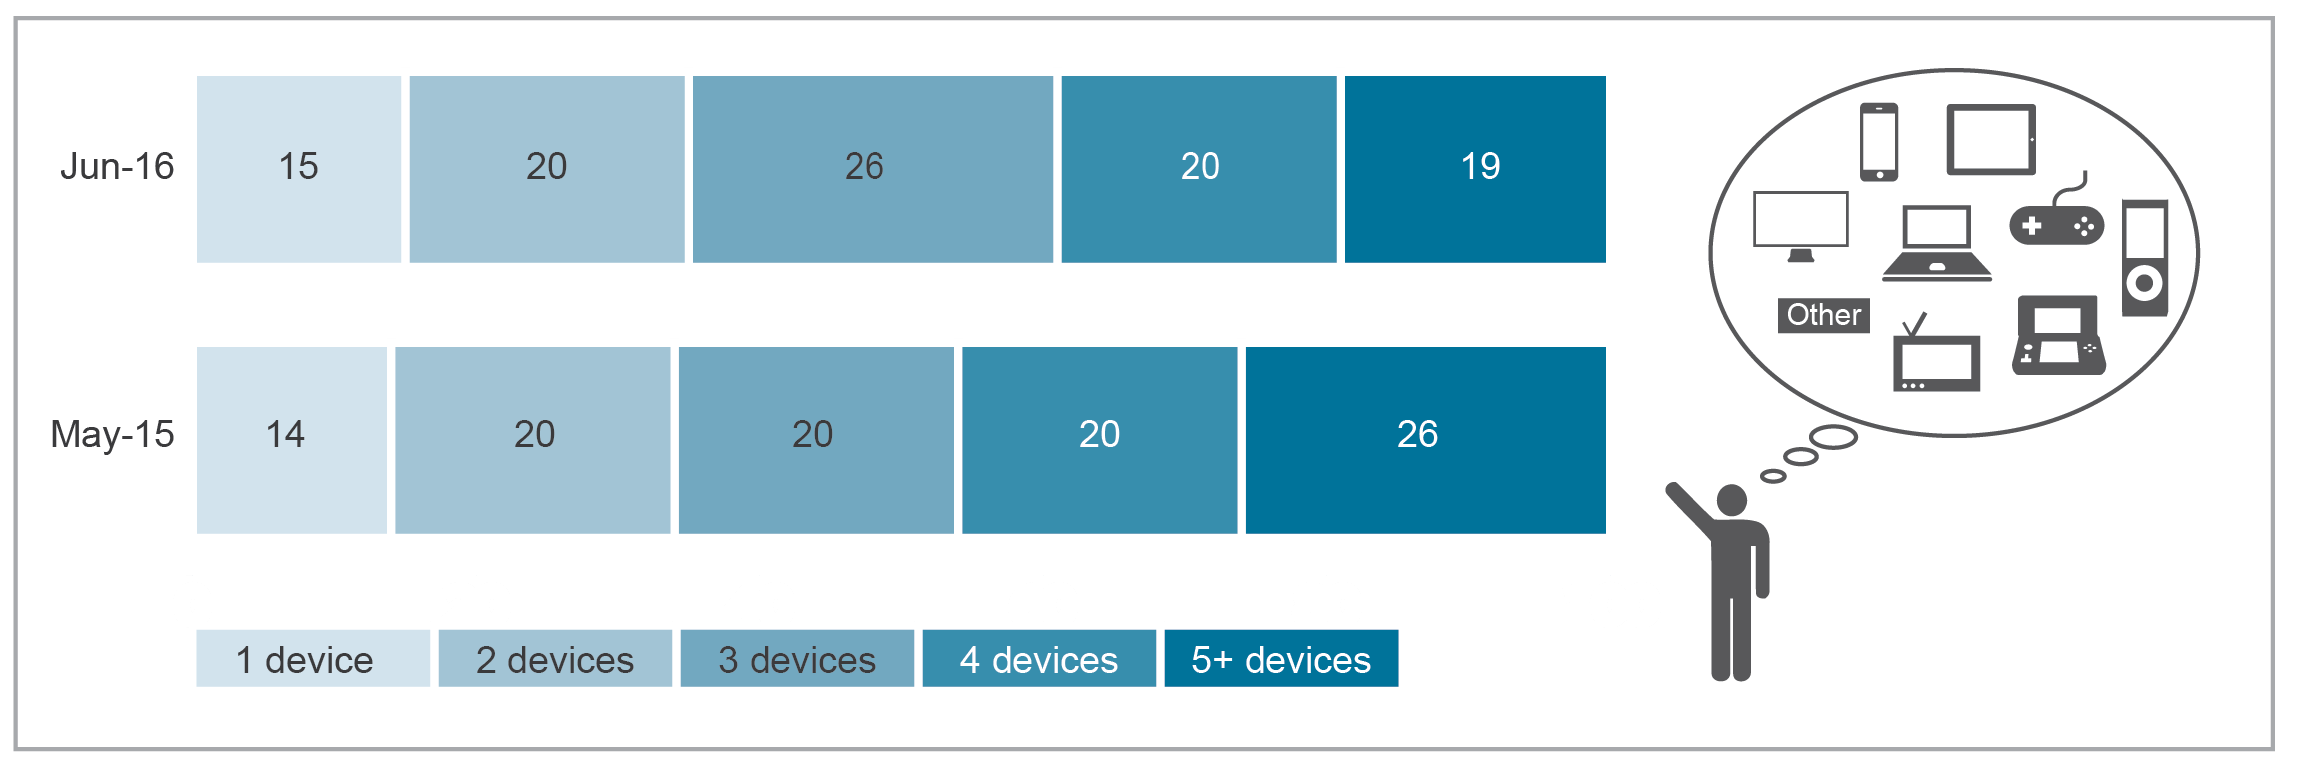 Jun-16 15 20 26 20 19
Other
May-15 14 20 20 20 26
1 device 2 devices 3 devices 4 devices 5+ devices